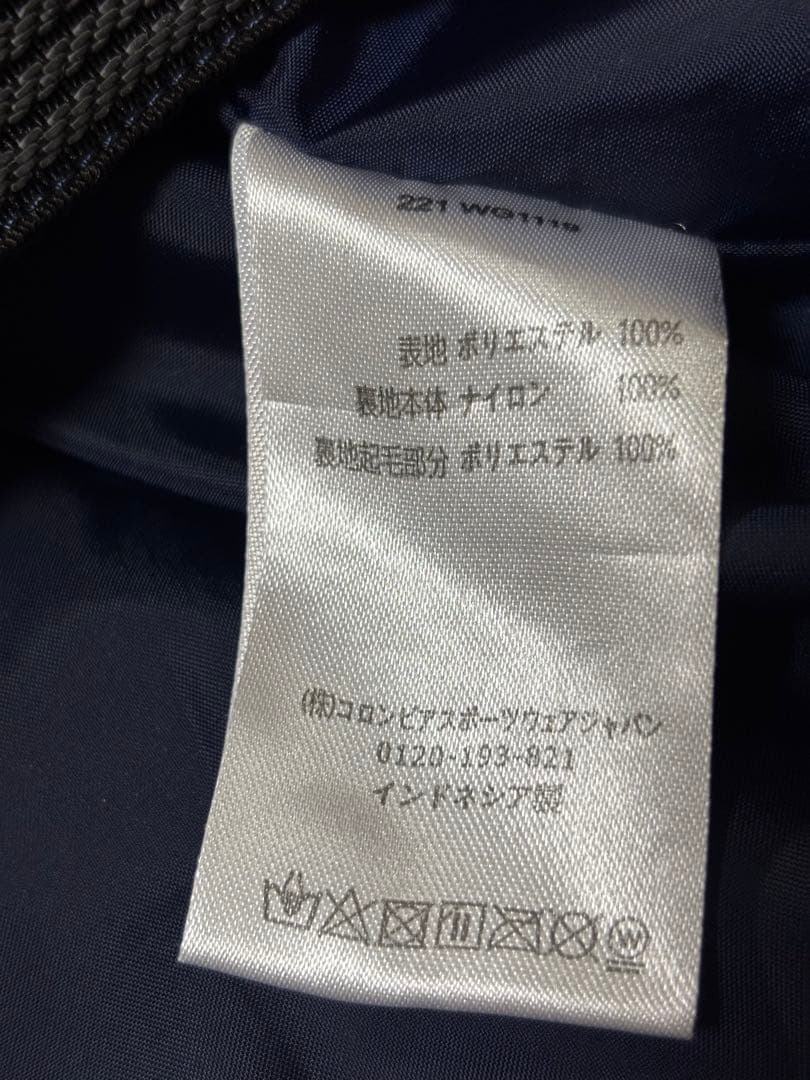 221 WG1119
表地 ポリエステル 100%
裏地本体 ナイロン 100%
裏地起毛部分 ポリエステル 100%
(株)コロンビアスポーツウェアジャパン
0120-193-821
インドネシア製
W